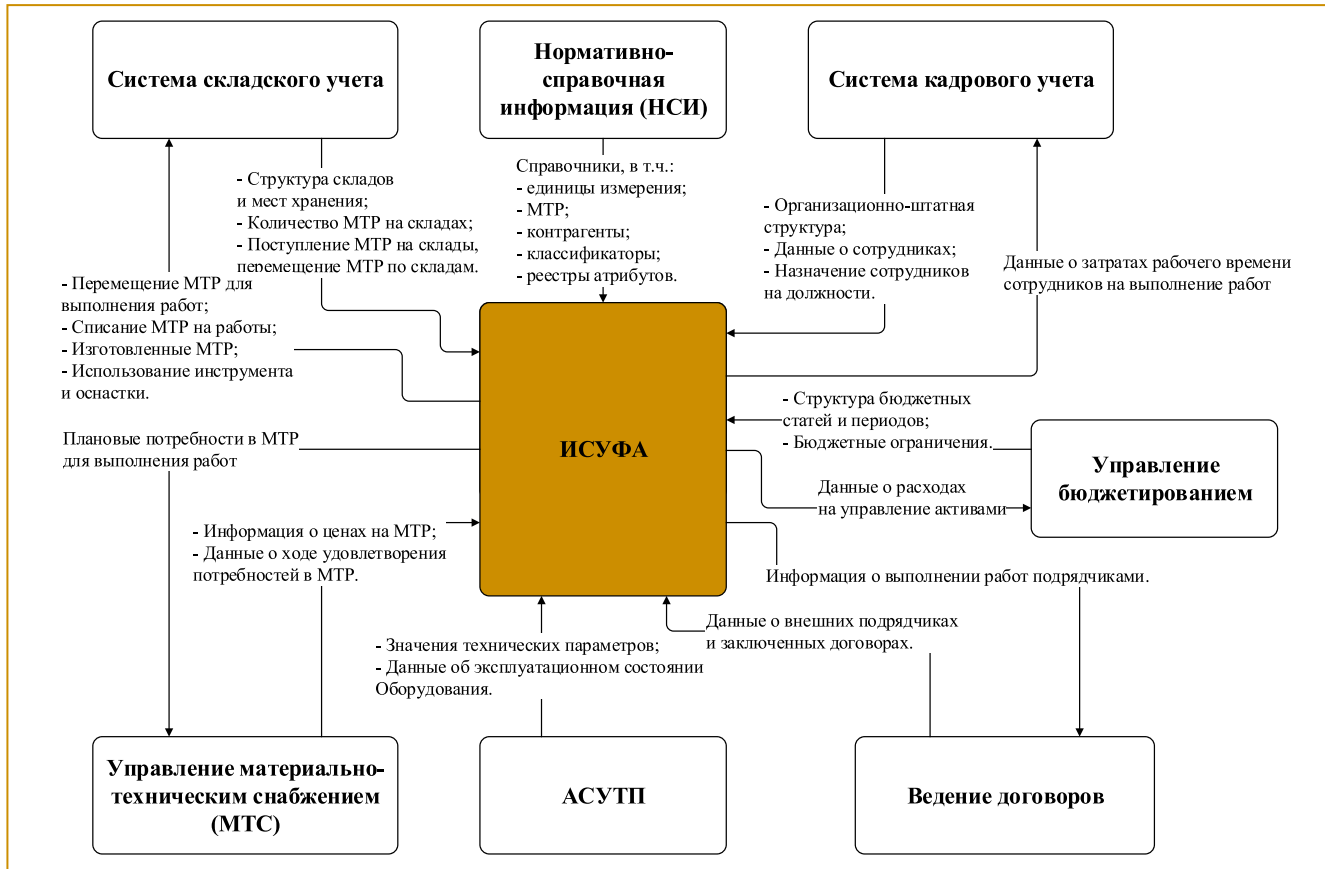 Система складского учета
Нормативно-
справочная
информация (НСИ)
Система кадрового учета
- Структура складов
и мест хранения;
- Количество МТР на складах;
- Поступление МТР на склады,
перемещение МТР по складам.
Справочники, в т.ч.:
- единицы измерения;
- МТР;
- контрагенты;
- классификаторы;
- реестры атрибутов.
- Организационно-штатная
структура;
- Данные о сотрудниках;
- Назначение сотрудников
на должности.
Данные о затратах рабочего времени
сотрудников на выполнение работ
- Перемещение МТР для
выполнения работ;
- Списание МТР на работы;
- Изготовленные МТР;
- Использование инструмента
и оснастки.
ИСУФА
- Структура бюджетных
статей и периодов;
- Бюджетные ограничения.
Управление
бюджетированием
Плановые потребности в МТР
для выполнения работ
Данные о расходах
на управление активами
- Информация о ценах на МТР;
- Данные о ходе удовлетворения
потребностей в МТР.
Информация о выполнении работ подрядчиками.
- Значения технических параметров;
- Данные об эксплуатационном состоянии
Оборудования.
Данные о внешних подрядчиках
и заключенных договорах.
Управление материально-
техническим снабжением
(МТС)
АСУТП
Ведение договоров